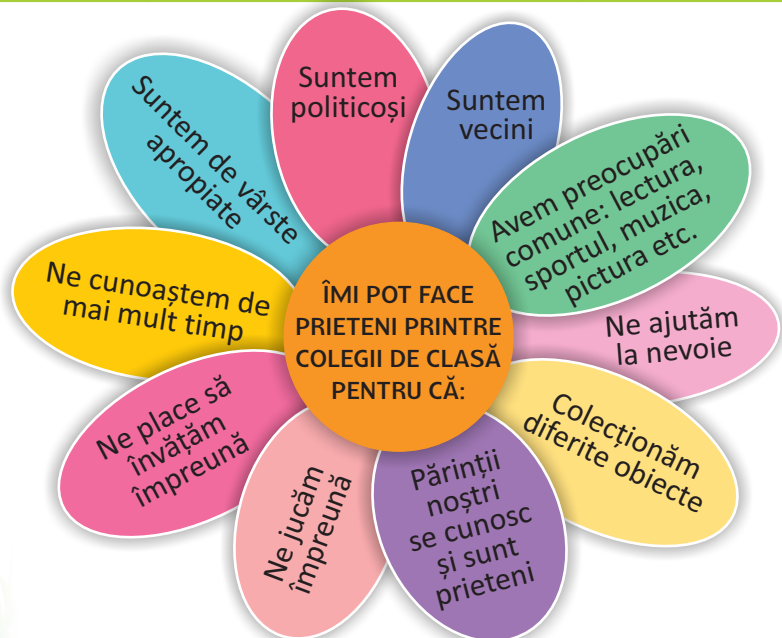 ÎMI POT FACE
PRIETENI PRINTRE
COLEGII DE CLASĂ
PENTRU CĂ:
Suntem
politicoși
Suntem
vecini
Avem preocupări
comune: lectura,
sportul, muzica,
pictura etc.
Ne ajutăm
la nevoie
Colecționăm
diferite obiecte
Părinții
noștri
se cunosc
și sunt
prieteni
Ne jucăm
împreună
Ne place să
învățăm
împreună
Ne cunoaștem de
mai mult timp
Suntem de vârste
apropiate